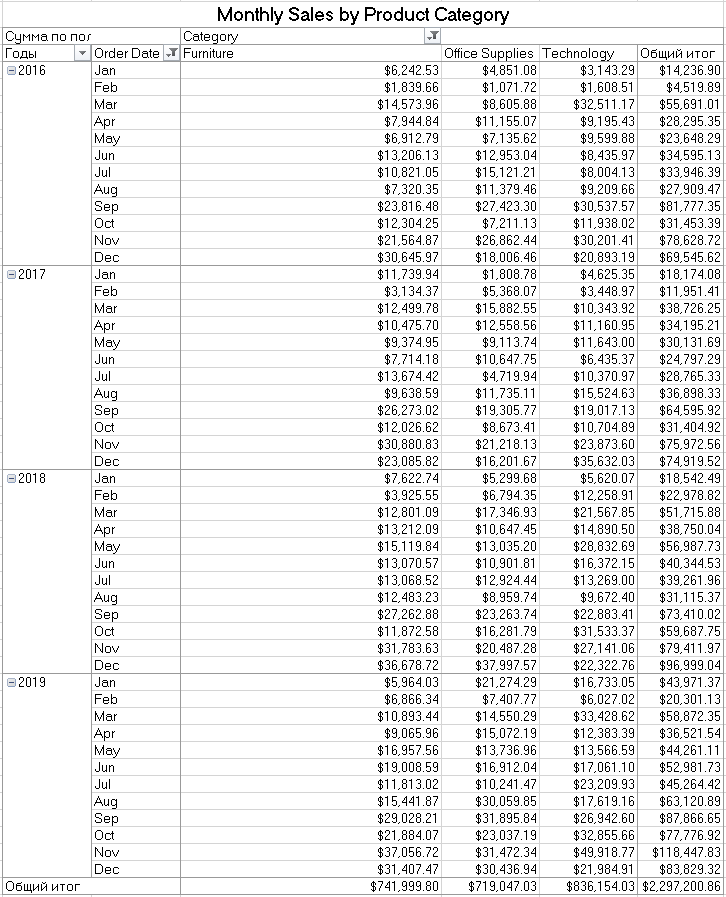 Monthly Sales by Product Category
Сумма по пол Category
Годы Order Date Furniture Office Supplies Technology Общий итог
2016 Jan $6,242.53 $4,851.08 $3,143.29 $14,236.90
Feb $1,839.66 $1,071.72 $1,608.51 $4,519.89
Mar $14,573.96 $8,605.88 $32,511.17 $55,691.01
Apr $7,944.84 $11,155.07 $9,195.43 $28,295.35
May $6,912.79 $7,135.62 $9,599.88 $23,648.29
Jun $13,206.13 $12,953.04 $8,435.97 $34,595.13
Jul $10,821.05 $15,121.21 $8,004.13 $33,946.39
Aug $7,320.35 $11,379.46 $9,209.66 $27,909.47
Sep $23,816.48 $27,423.30 $30,537.57 $81,777.35
Oct $12,304.25 $7,211.13 $11,938.02 $31,453.39
Nov $21,564.87 $26,862.44 $30,201.41 $78,628.72
Dec $30,645.97 $18,006.46 $20,893.19 $69,545.62
2017 Jan $11,739.94 $1,808.78 $4,625.35 $18,174.08
Feb $3,134.37 $5,368.07 $3,448.97 $11,951.41
Mar $12,499.78 $15,882.55 $10,343.92 $38,726.25
Apr $10,475.70 $12,558.56 $11,160.95 $34,195.21
May $9,374.95 $9,113.74 $11,643.00 $30,131.69
Jun $7,714.18 $10,647.75 $6,435.37 $24,797.29
Jul $13,674.42 $4,719.94 $10,370.97 $28,765.33
Aug $9,638.59 $11,735.11 $15,524.63 $36,898.33
Sep $26,273.02 $19,305.77 $19,017.13 $64,595.92
Oct $12,026.62 $8,673.41 $10,704.89 $31,404.92
Nov $30,880.83 $21,218.13 $23,873.60 $75,972.56
Dec $23,085.82 $16,201.67 $35,632.03 $74,919.52
2018 Jan $7,622.74 $5,299.68 $5,620.07 $18,542.49
Feb $3,925.55 $6,794.35 $12,258.91 $22,978.82
Mar $12,801.09 $17,346.93 $21,567.85 $51,715.88
Apr $13,212.09 $10,647.45 $14,890.50 $38,750.04
May $15,119.84 $13,035.20 $28,832.69 $56,987.73
Jun $13,070.57 $10,901.81 $16,372.15 $40,344.53
Jul $13,068.52 $12,924.44 $13,269.00 $39,261.96
Aug $12,483.23 $8,959.74 $9,672.40 $31,115.37
Sep $27,262.88 $23,263.74 $22,883.41 $73,410.02
Oct $11,872.58 $16,281.79 $31,533.37 $59,687.75
Nov $31,783.63 $20,487.28 $27,141.06 $79,411.97
Dec $36,678.72 $37,997.57 $22,322.76 $96,999.04
2019 Jan $5,964.03 $21,274.29 $16,733.05 $43,971.37
Feb $6,866.34 $7,407.77 $6,027.02 $20,301.13
Mar $10,893.44 $14,550.29 $33,428.62 $58,872.35
Apr $9,065.96 $15,072.19 $12,383.39 $36,521.54
May $16,957.56 $13,736.96 $13,566.59 $44,261.11
Jun $19,008.59 $16,912.04 $17,061.10 $52,981.73
Jul $11,813.02 $10,241.47 $23,209.93 $45,264.42
Aug $15,441.87 $30,059.85 $17,619.16 $63,120.89
Sep $29,028.21 $31,895.84 $26,942.60 $87,866.65
Oct $21,884.07 $23,037.19 $32,855.66 $77,776.92
Nov $37,056.72 $31,472.34 $49,918.77 $118,447.83
Dec $31,407.47 $30,436.94 $21,984.91 $83,829.32
Общий итог $741,999.80 $719,047.03 $836,154.03 $2,297,200.86